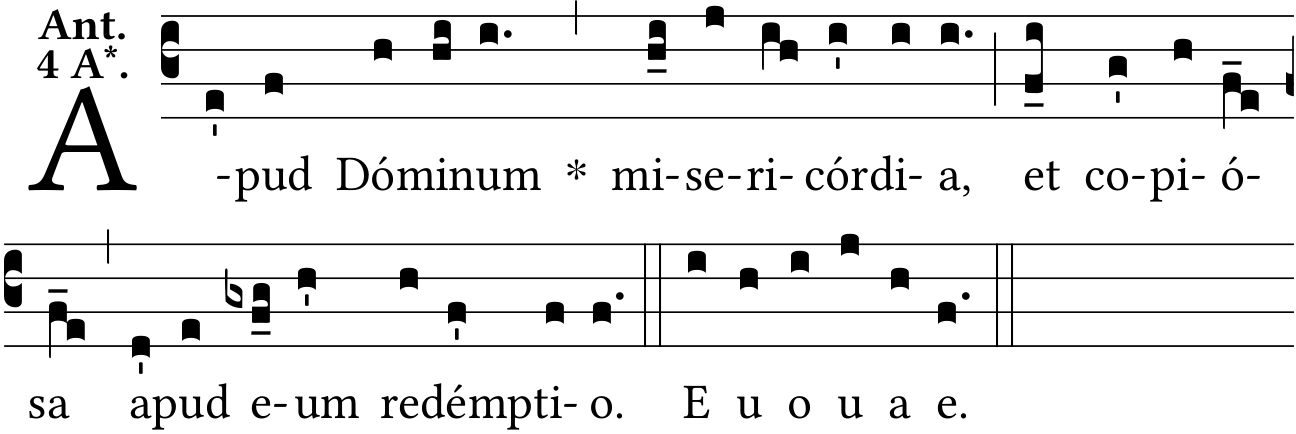 Ant.
4 A*.
A-pud Dóminum * mi-se-ri-córdi-a, et co-pi-ó-
sa apud e-um redémpti-o. E u o u a e.